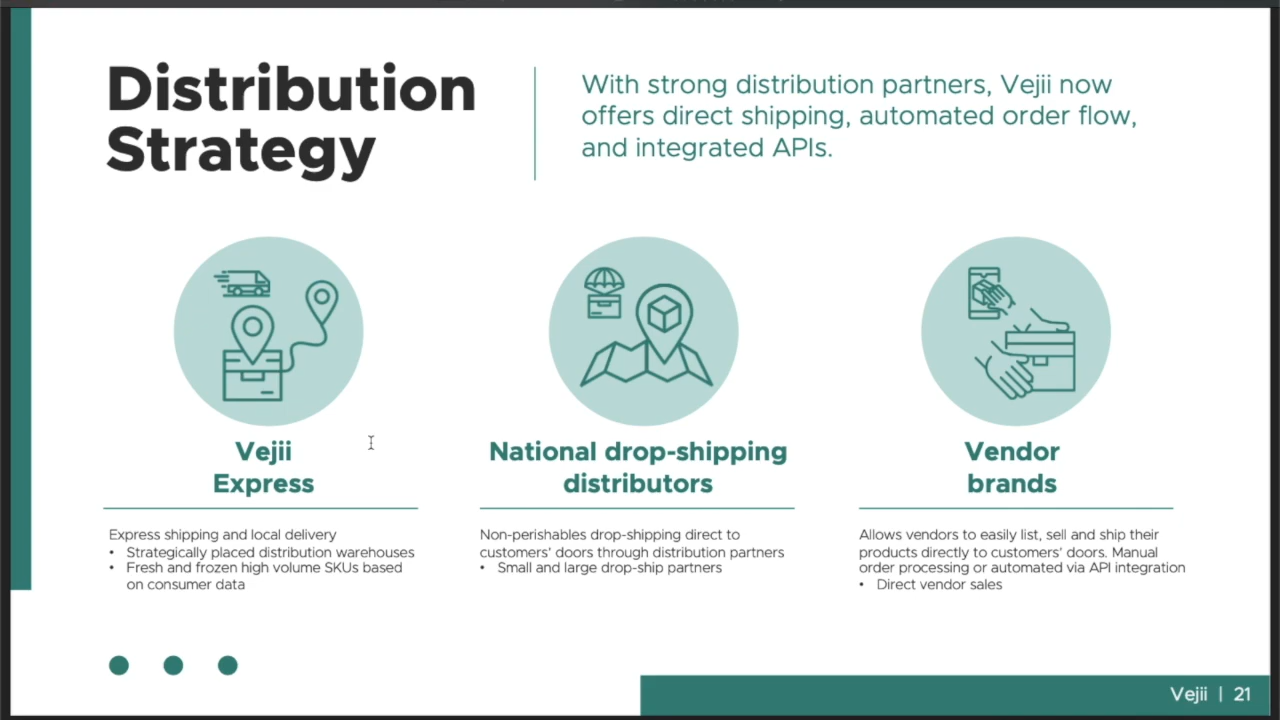 Distribution
Strategy
With strong distribution partners, Vejii now
offers direct shipping, automated order flow,
and integrated APIs.
Vejii
Express
Express shipping and local delivery
• Strategically placed distribution warehouses
• Fresh and frozen high volume SKUs based
on consumer data
National drop-shipping
distributors
Non-perishables drop-shipping direct to
customers' doors through distribution partners
• Small and large drop-ship partners
Vendor
brands
Allows vendors to easily list, sell and ship their
products directly to customers' doors. Manual
order processing or automated via API integration
• Direct vendor sales
Vejii | 21